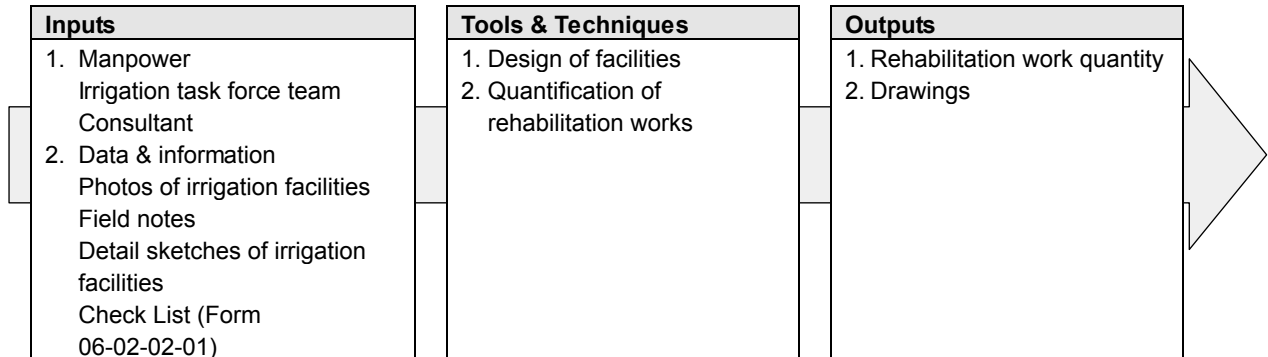 Inputs
1. Manpower
Irrigation task force team
Consultant
2. Data & information
Photos of irrigation facilities
Field notes
Detail sketches of irrigation
facilities
Check List (Form
06-02-02-01)
Tools & Techniques
1. Design of facilities
2. Quantification of
rehabilitation works
Outputs
1. Rehabilitation work quantity
2. Drawings